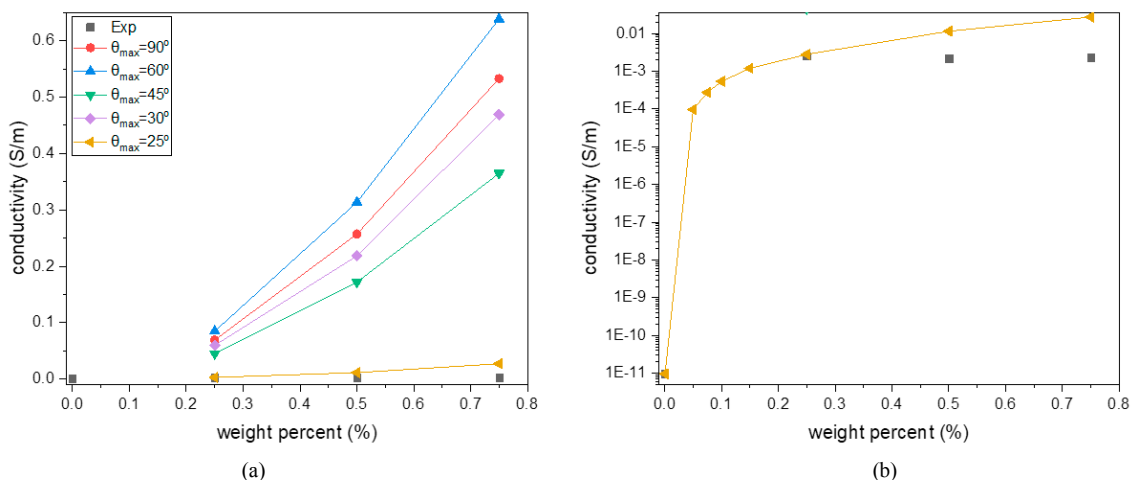 Exp
θmax=90º
θmax=60º
θmax=45º
θmax=30º
θmax=25º
0.6
0.5
0.4
0.3
0.2
0.1
0.0
conductivity (S/m)
0.0 0.1 0.2 0.3 0.4 0.5 0.6 0.7 0.8
weight percent (%)
(a)
0.01
1E-3
1E-4
1E-5
1E-6
1E-7
1E-8
1E-9
1E-10
1E-11
conductivity (S/m)
0.0 0.1 0.2 0.3 0.4 0.5 0.6 0.7 0.8
weight percent (%)
(b)